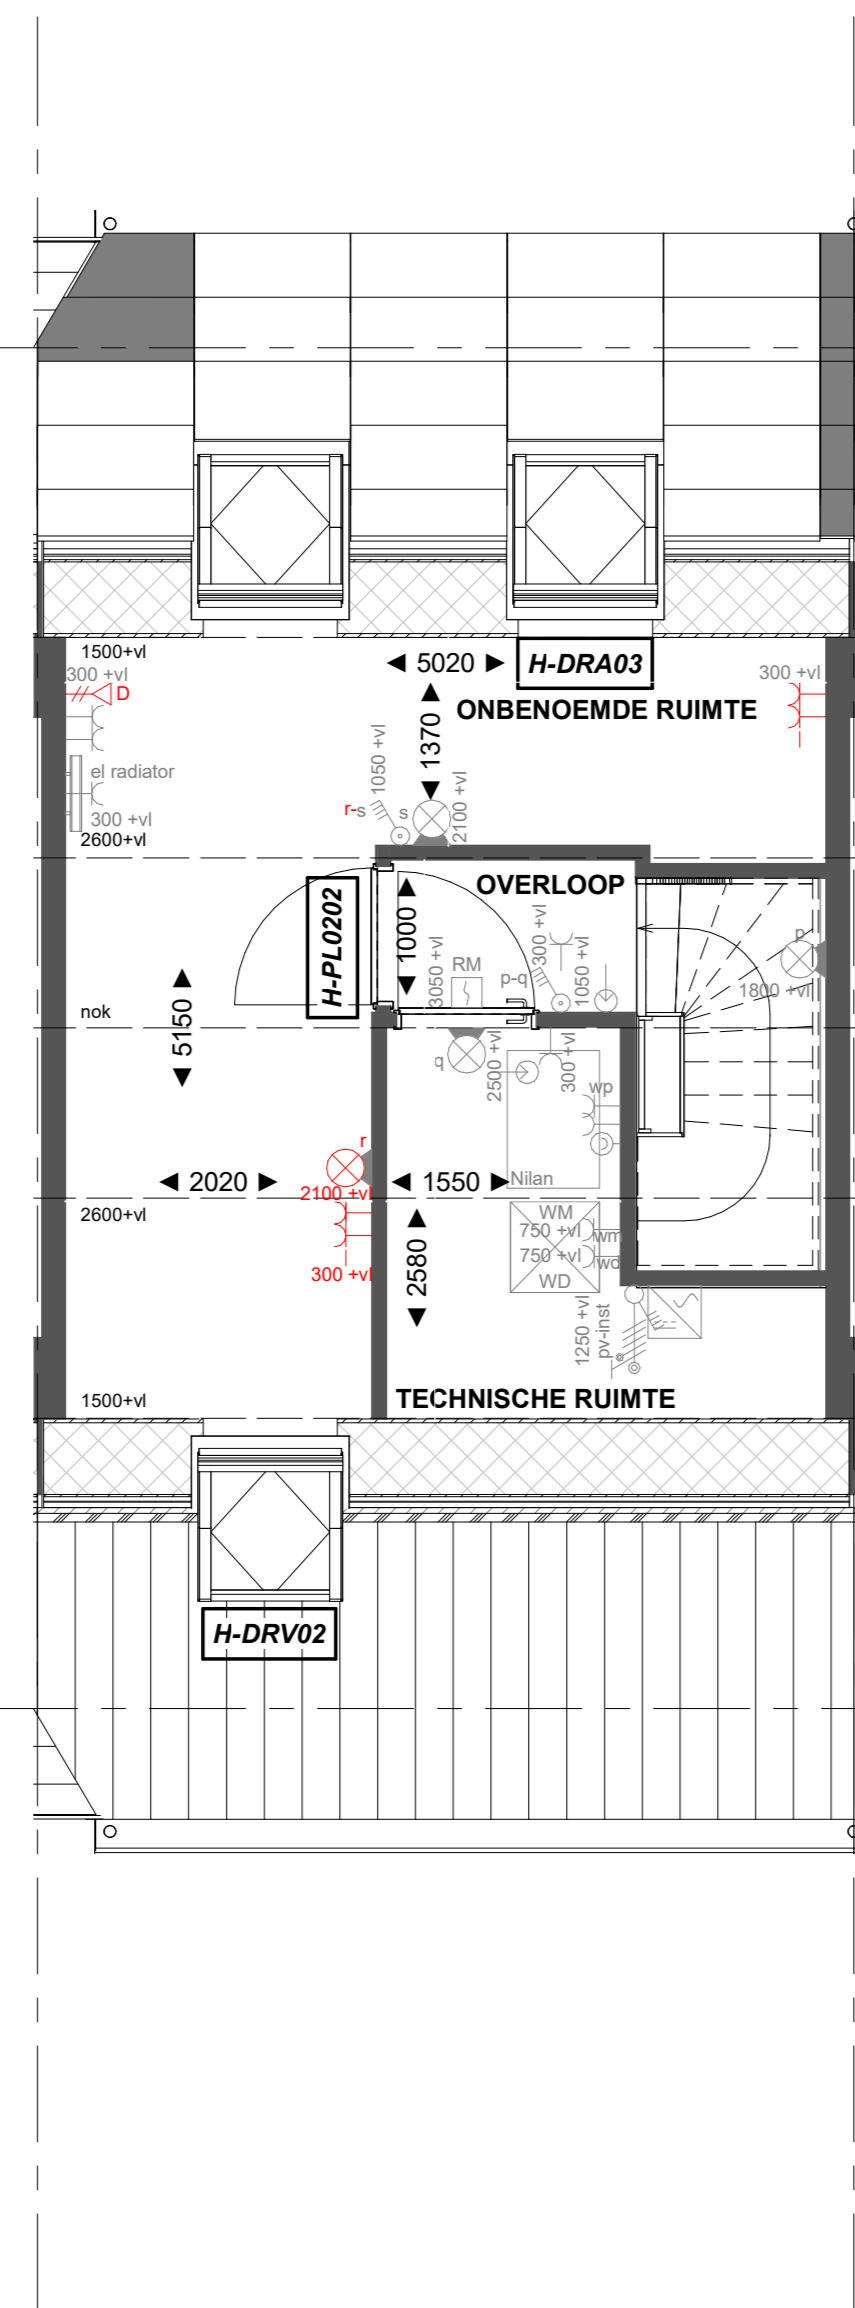 1500+vl
300 +vl
D
el radiator
300 +vl
2600+vl
5020
H-DRA03
1370
ONBENOEMDE RUIMTE
300 +vl
1050 +vl
r-s
s
2100 +vl
H-PL0202
1000
OVERLOOP
3050 +vl
RM
p-q
300 +vl
1050 +vl
p
1800 +vl
nok
5150
q
2500 +vl
300 +vl
wp
r
2020
2100 +vl
1550
Nilan
2600+vl
300 +vl
2580
WM
750 +vl
wm
750 +vl
wd
WD
1250 +vl
pv-inst
1500+vl
TECHNISCHE RUIMTE
H-DRV02